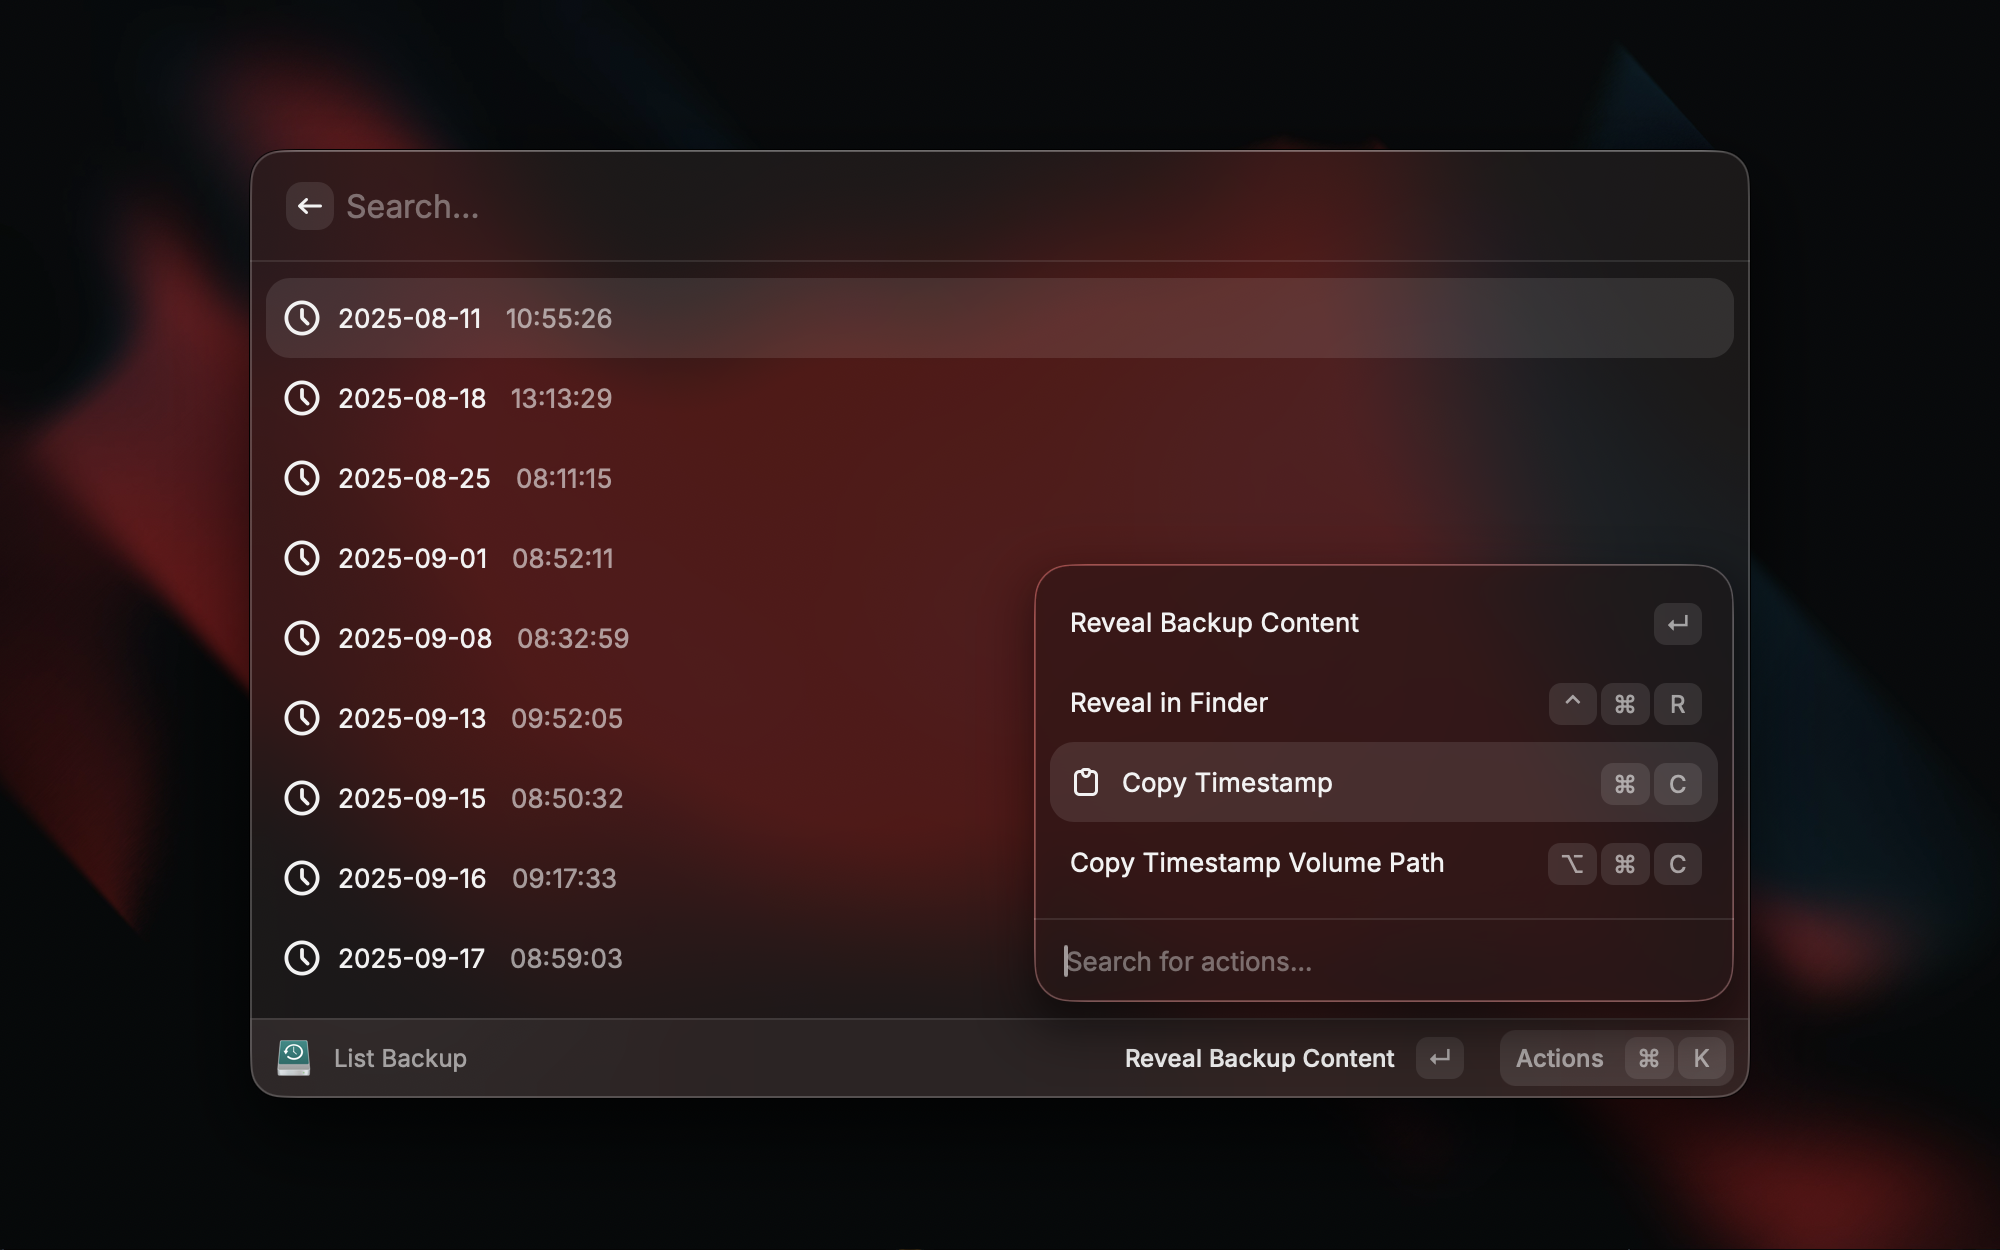 Search...
2025-08-11 10:55:26
2025-08-18 13:13:29
2025-08-25 08:11:15
2025-09-01 08:52:11
2025-09-08 08:32:59
2025-09-13 09:52:05
2025-09-15 08:50:32
2025-09-16 09:17:33
2025-09-17 08:59:03
Reveal Backup Content ↵
Reveal in Finder ^ ⌘ R
Copy Timestamp ⌘ C
Copy Timestamp Volume Path ⌥ ⌘ C
Search for actions...
List Backup Reveal Backup Content ↵ Actions ⌘ K